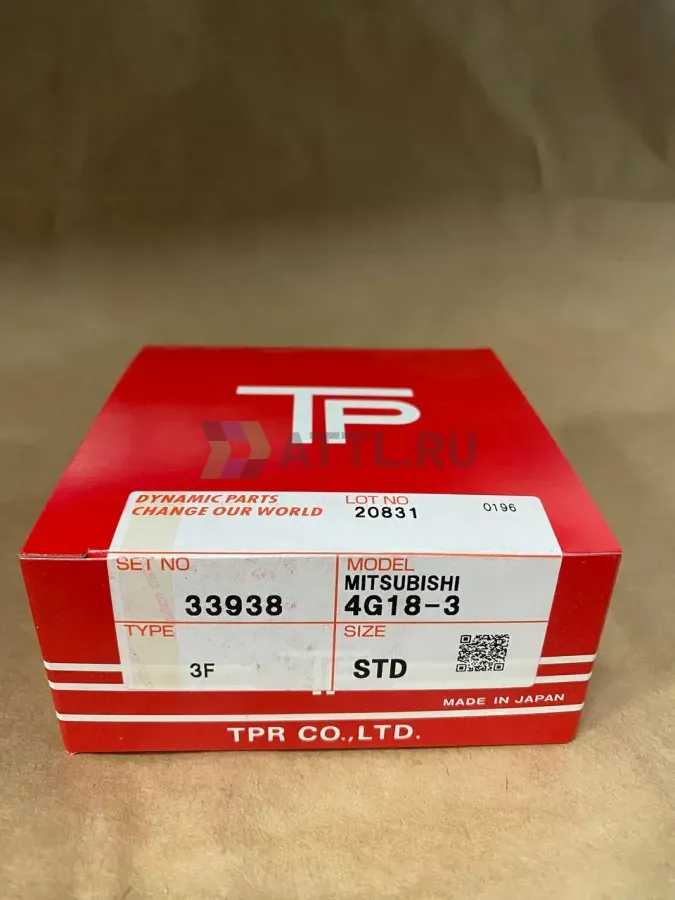 TP
ATTL.RU
DYNAMIC PARTS
CHANGE OUR WORLD
LOT NO
20831
0196
SET NO
33938
MODEL
MITSUBISHI
4G18-3
TYPE
3F
SIZE
STD
MADE IN JAPAN
TPR CO.,LTD.